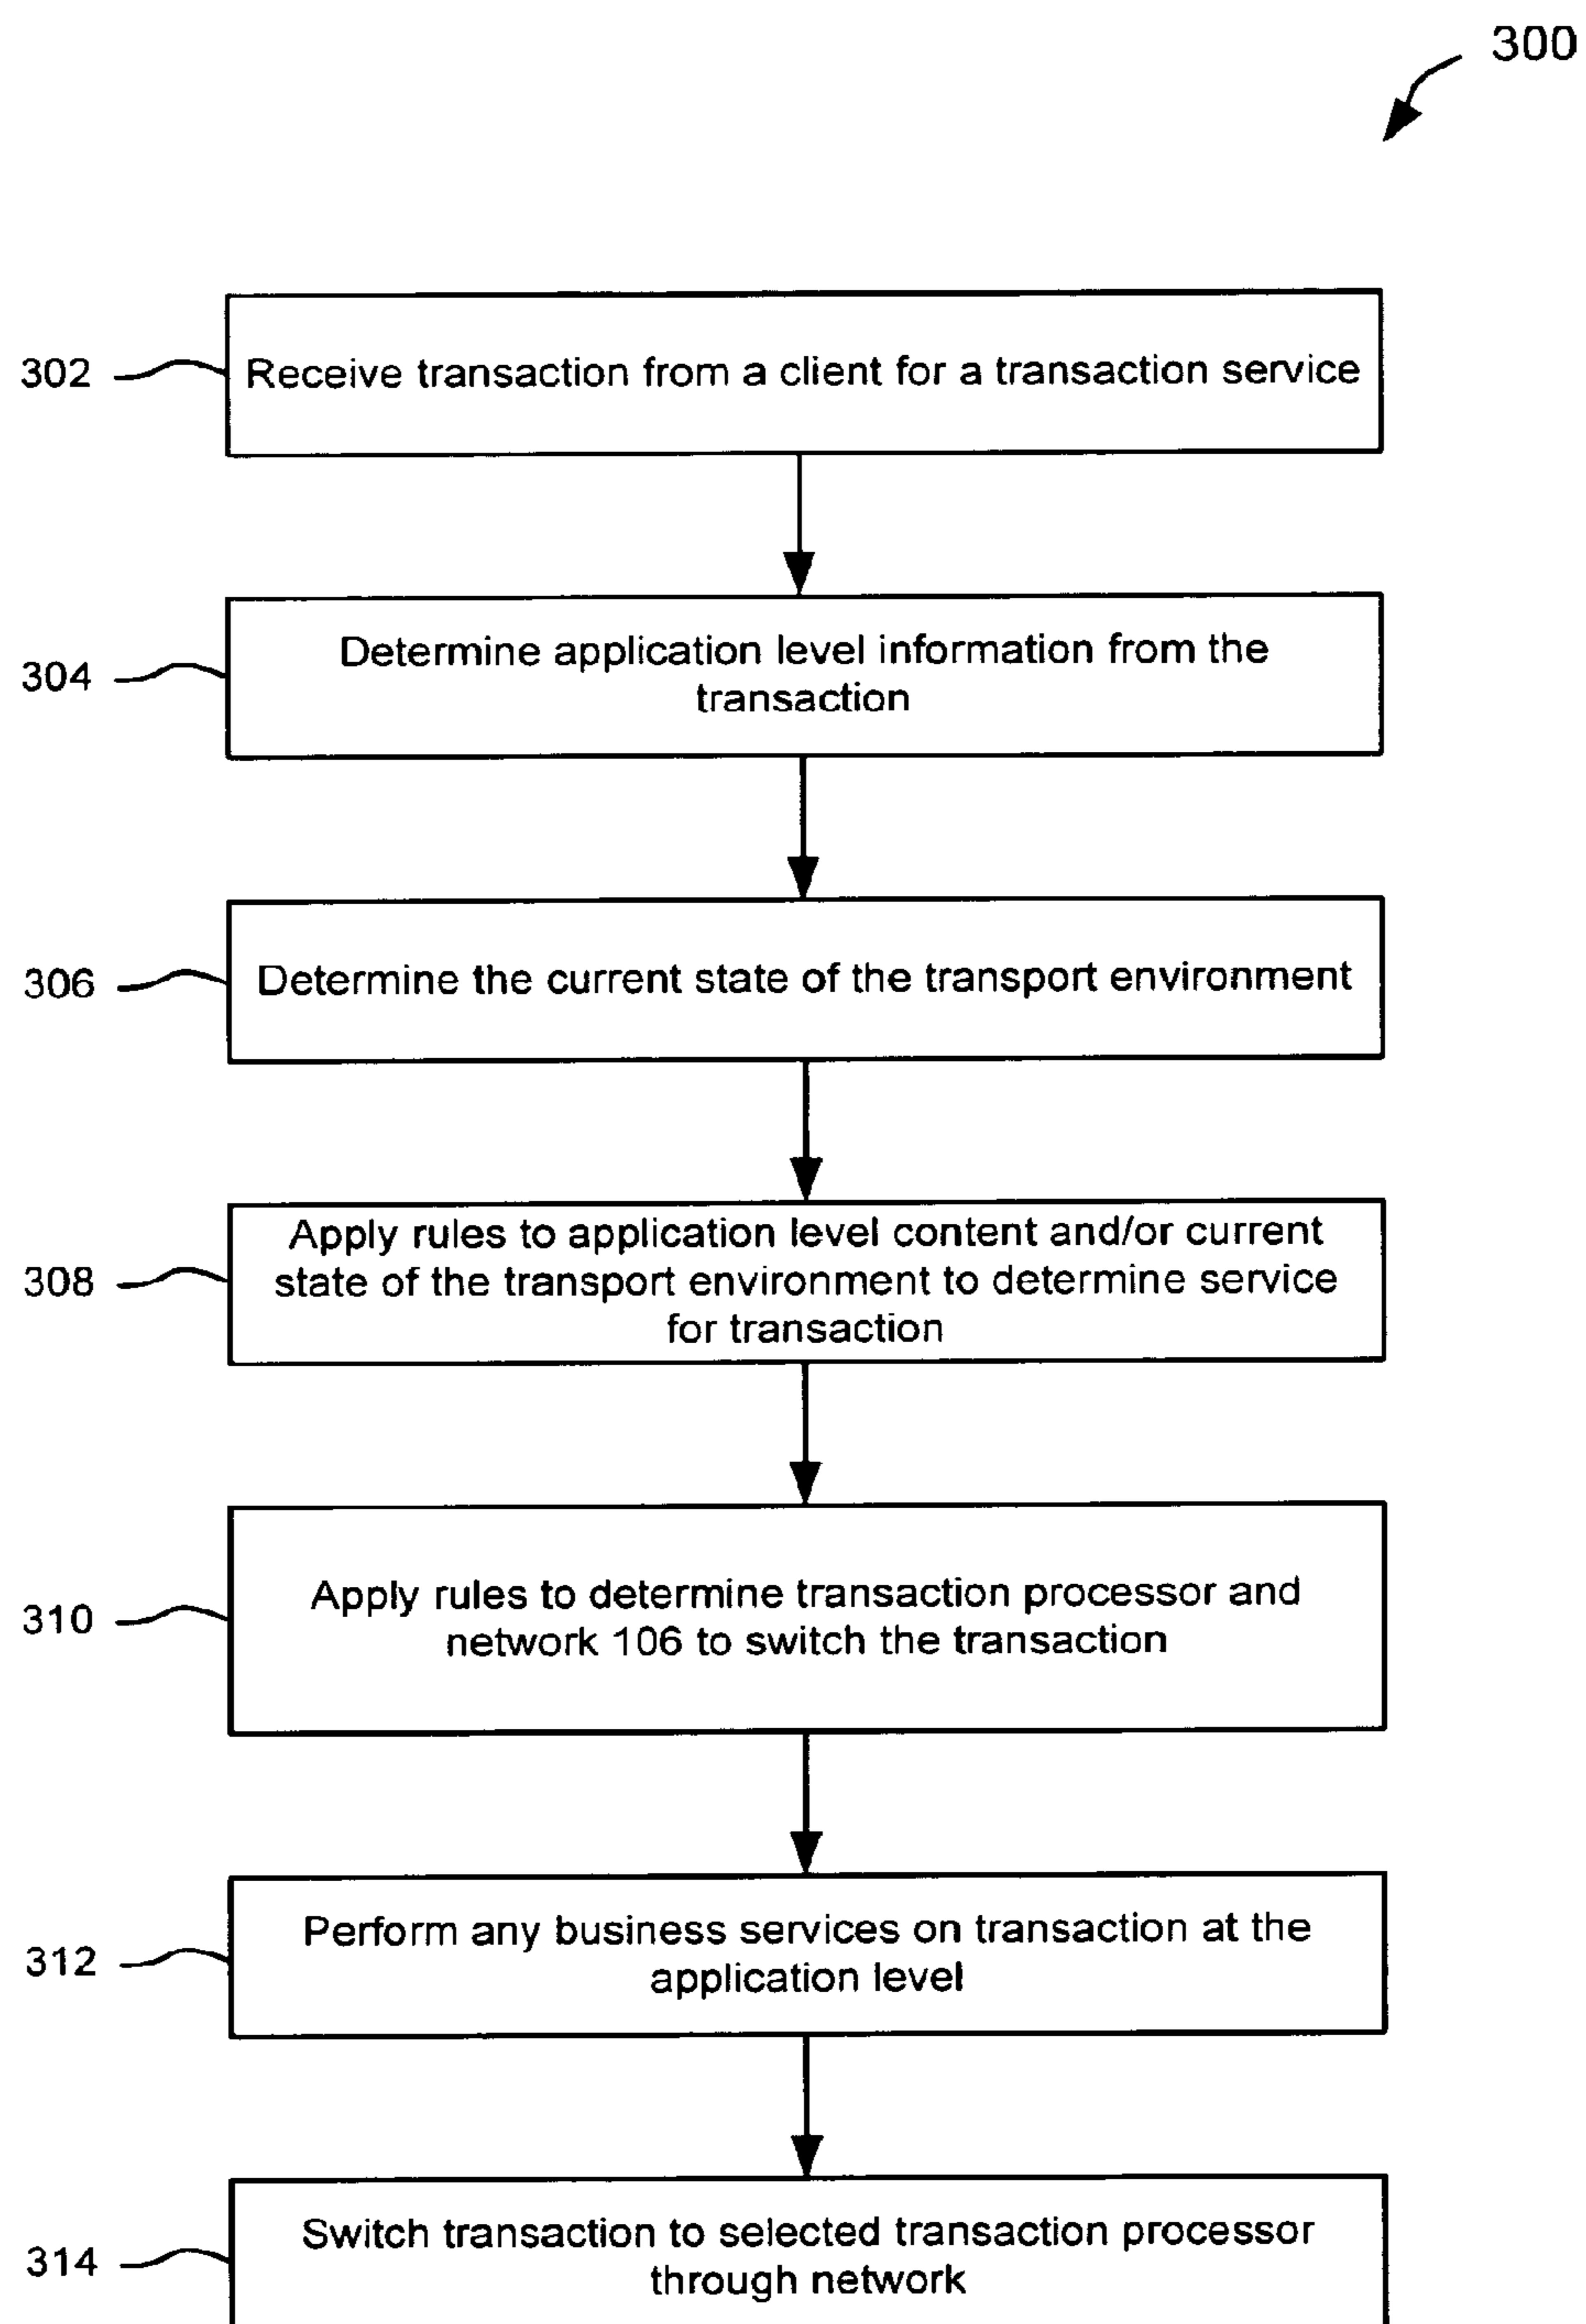 300
302
Receive transaction from a client for a transaction service
304
Determine application level information from the
transaction
306
Determine the current state of the transport environment
308
Apply rules to application level content and/or current
state of the transport environment to determine service
for transaction
310
Apply rules to determine transaction processor and
network 106 to switch the transaction
312
Perform any business services on transaction at the
application level
314
Switch transaction to selected transaction processor
through network